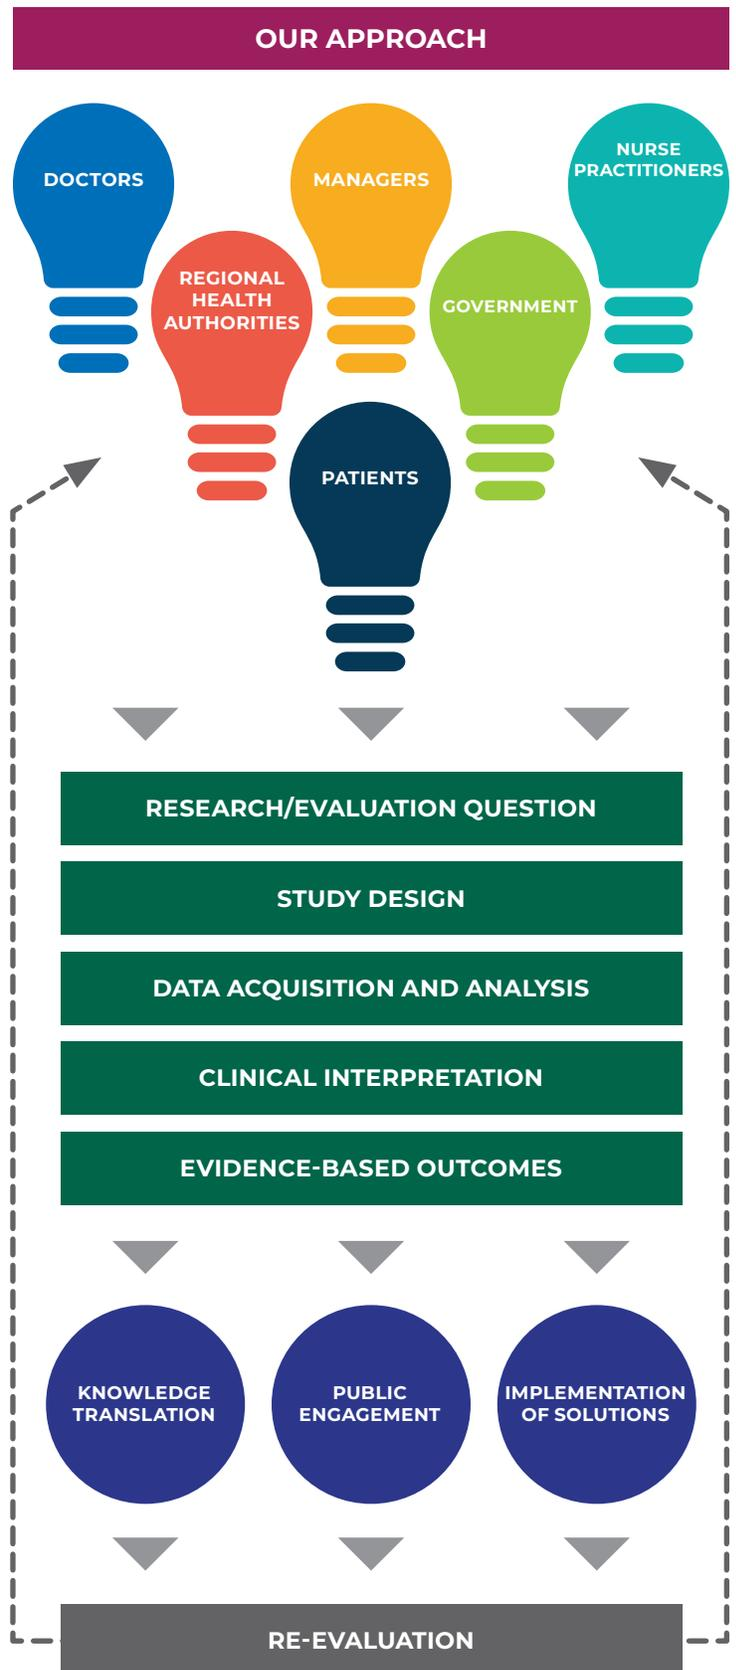 OUR APPROACH
DOCTORS
MANAGERS
NURSE
PRACTITIONERS
REGIONAL
HEALTH
AUTHORITIES
GOVERNMENT
PATIENTS
RESEARCH/EVALUATION QUESTION
STUDY DESIGN
DATA ACQUISITION AND ANALYSIS
CLINICAL INTERPRETATION
EVIDENCE-BASED OUTCOMES
KNOWLEDGE
TRANSLATION
PUBLIC
ENGAGEMENT
IMPLEMENTATION
OF SOLUTIONS
RE-EVALUATION